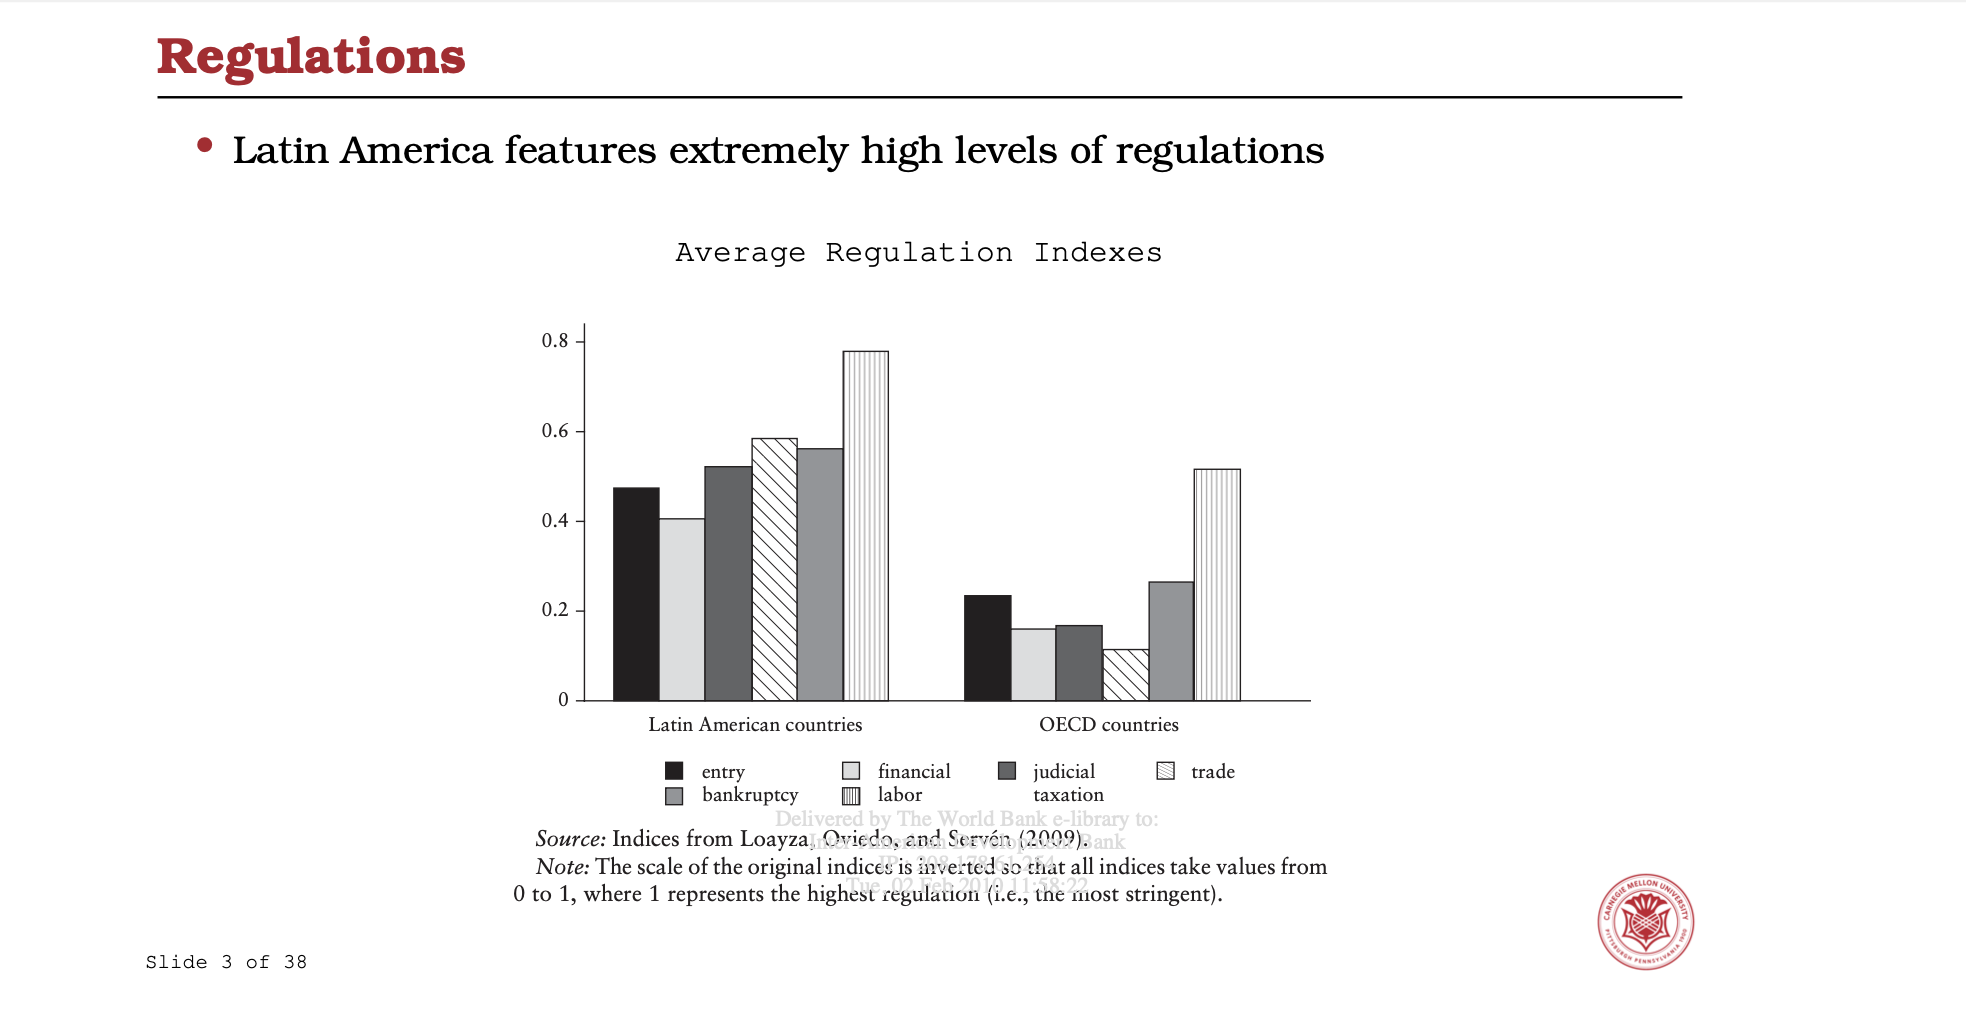 Regulations
Latin America features extremely high levels of regulations
Average Regulation Indexes
0.8
0.6
0.4
0.2
0
Latin American countries
OECD countries
entry
financial
judicial
trade
bankruptcy
labor
taxation
Delivered by The World Bank e-library to:
Source: Indices from Loayza, Oviedo, and Servén (2009).
Inter-American Development Bank
Note: The scale of the original indices is inverted so that all indices take values from
Tue, 02 Feb 2010 11:58:22
0 to 1, where 1 represents the highest regulation (i.e., the most stringent).
CARNEGIE MELLON UNIVERSITY
PITTSBURGH PENNSYLVANIA 1900
Slide 3 of 38